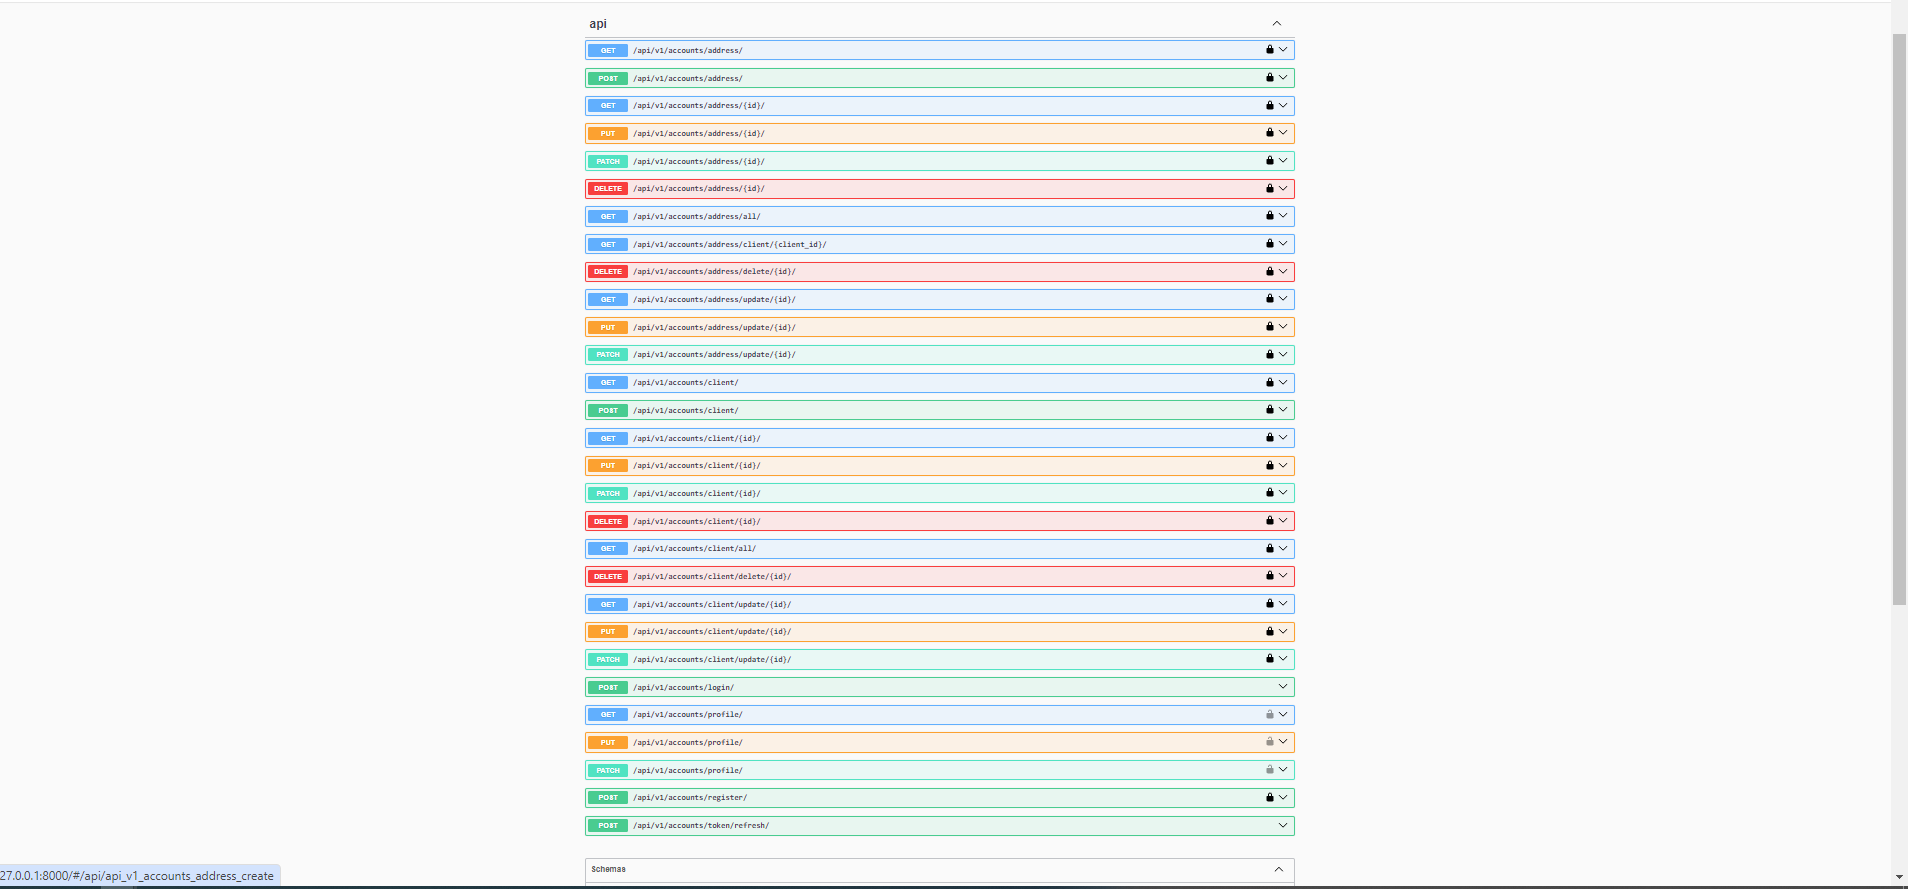 api
GET /api/v1/accounts/address/
POST /api/v1/accounts/address/
GET /api/v1/accounts/address/{id}/
PUT /api/v1/accounts/address/{id}/
PATCH /api/v1/accounts/address/{id}/
DELETE /api/v1/accounts/address/{id}/
GET /api/v1/accounts/address/all/
GET /api/v1/accounts/address/client/{client_id}/
DELETE /api/v1/accounts/address/delete/{id}/
GET /api/v1/accounts/address/update/{id}/
PUT /api/v1/accounts/address/update/{id}/
PATCH /api/v1/accounts/address/update/{id}/
GET /api/v1/accounts/client/
POST /api/v1/accounts/client/
GET /api/v1/accounts/client/{id}/
PUT /api/v1/accounts/client/{id}/
PATCH /api/v1/accounts/client/{id}/
DELETE /api/v1/accounts/client/{id}/
GET /api/v1/accounts/client/all/
DELETE /api/v1/accounts/client/delete/{id}/
GET /api/v1/accounts/client/update/{id}/
PUT /api/v1/accounts/client/update/{id}/
PATCH /api/v1/accounts/client/update/{id}/
POST /api/v1/accounts/login/
GET /api/v1/accounts/profile/
PUT /api/v1/accounts/profile/
PATCH /api/v1/accounts/profile/
POST /api/v1/accounts/register/
POST /api/v1/accounts/token/refresh/
Schemas
27.0.0.1:8000/#/api/api_v1_accounts_address_create